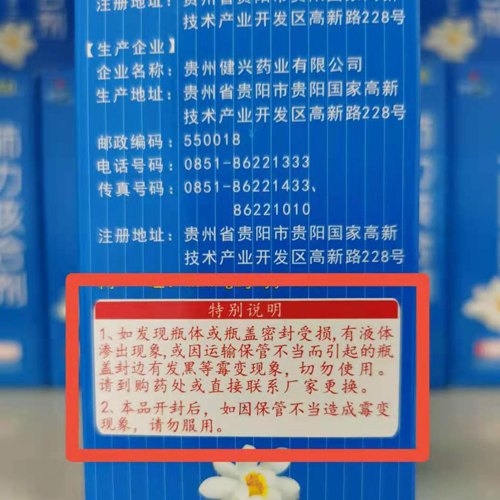 注册地址：贵州省贵阳市贵阳国家高新
技术产业开发区高新路228号
【生产企业】
企业名称：贵州健兴药业有限公司
生产地址：贵州省贵阳市贵阳国家高新
技术产业开发区高新路228号
邮政编码：550018
电话号码：0851-86221333
传真号码：0851-86221433、
86221010
注册地址：贵州省贵阳市贵阳国家高新
技术产业开发区高新路228号
特别说明
1、如发现瓶体或瓶盖密封受损,有液体
渗出现象,或因运输保管不当而引起的瓶
盖封边有发黑等霉变现象，切勿使用。
请到购药处或直接联系厂家更换。
2、本品开封后，如因保管不当造成霉变
现象，请勿服用。